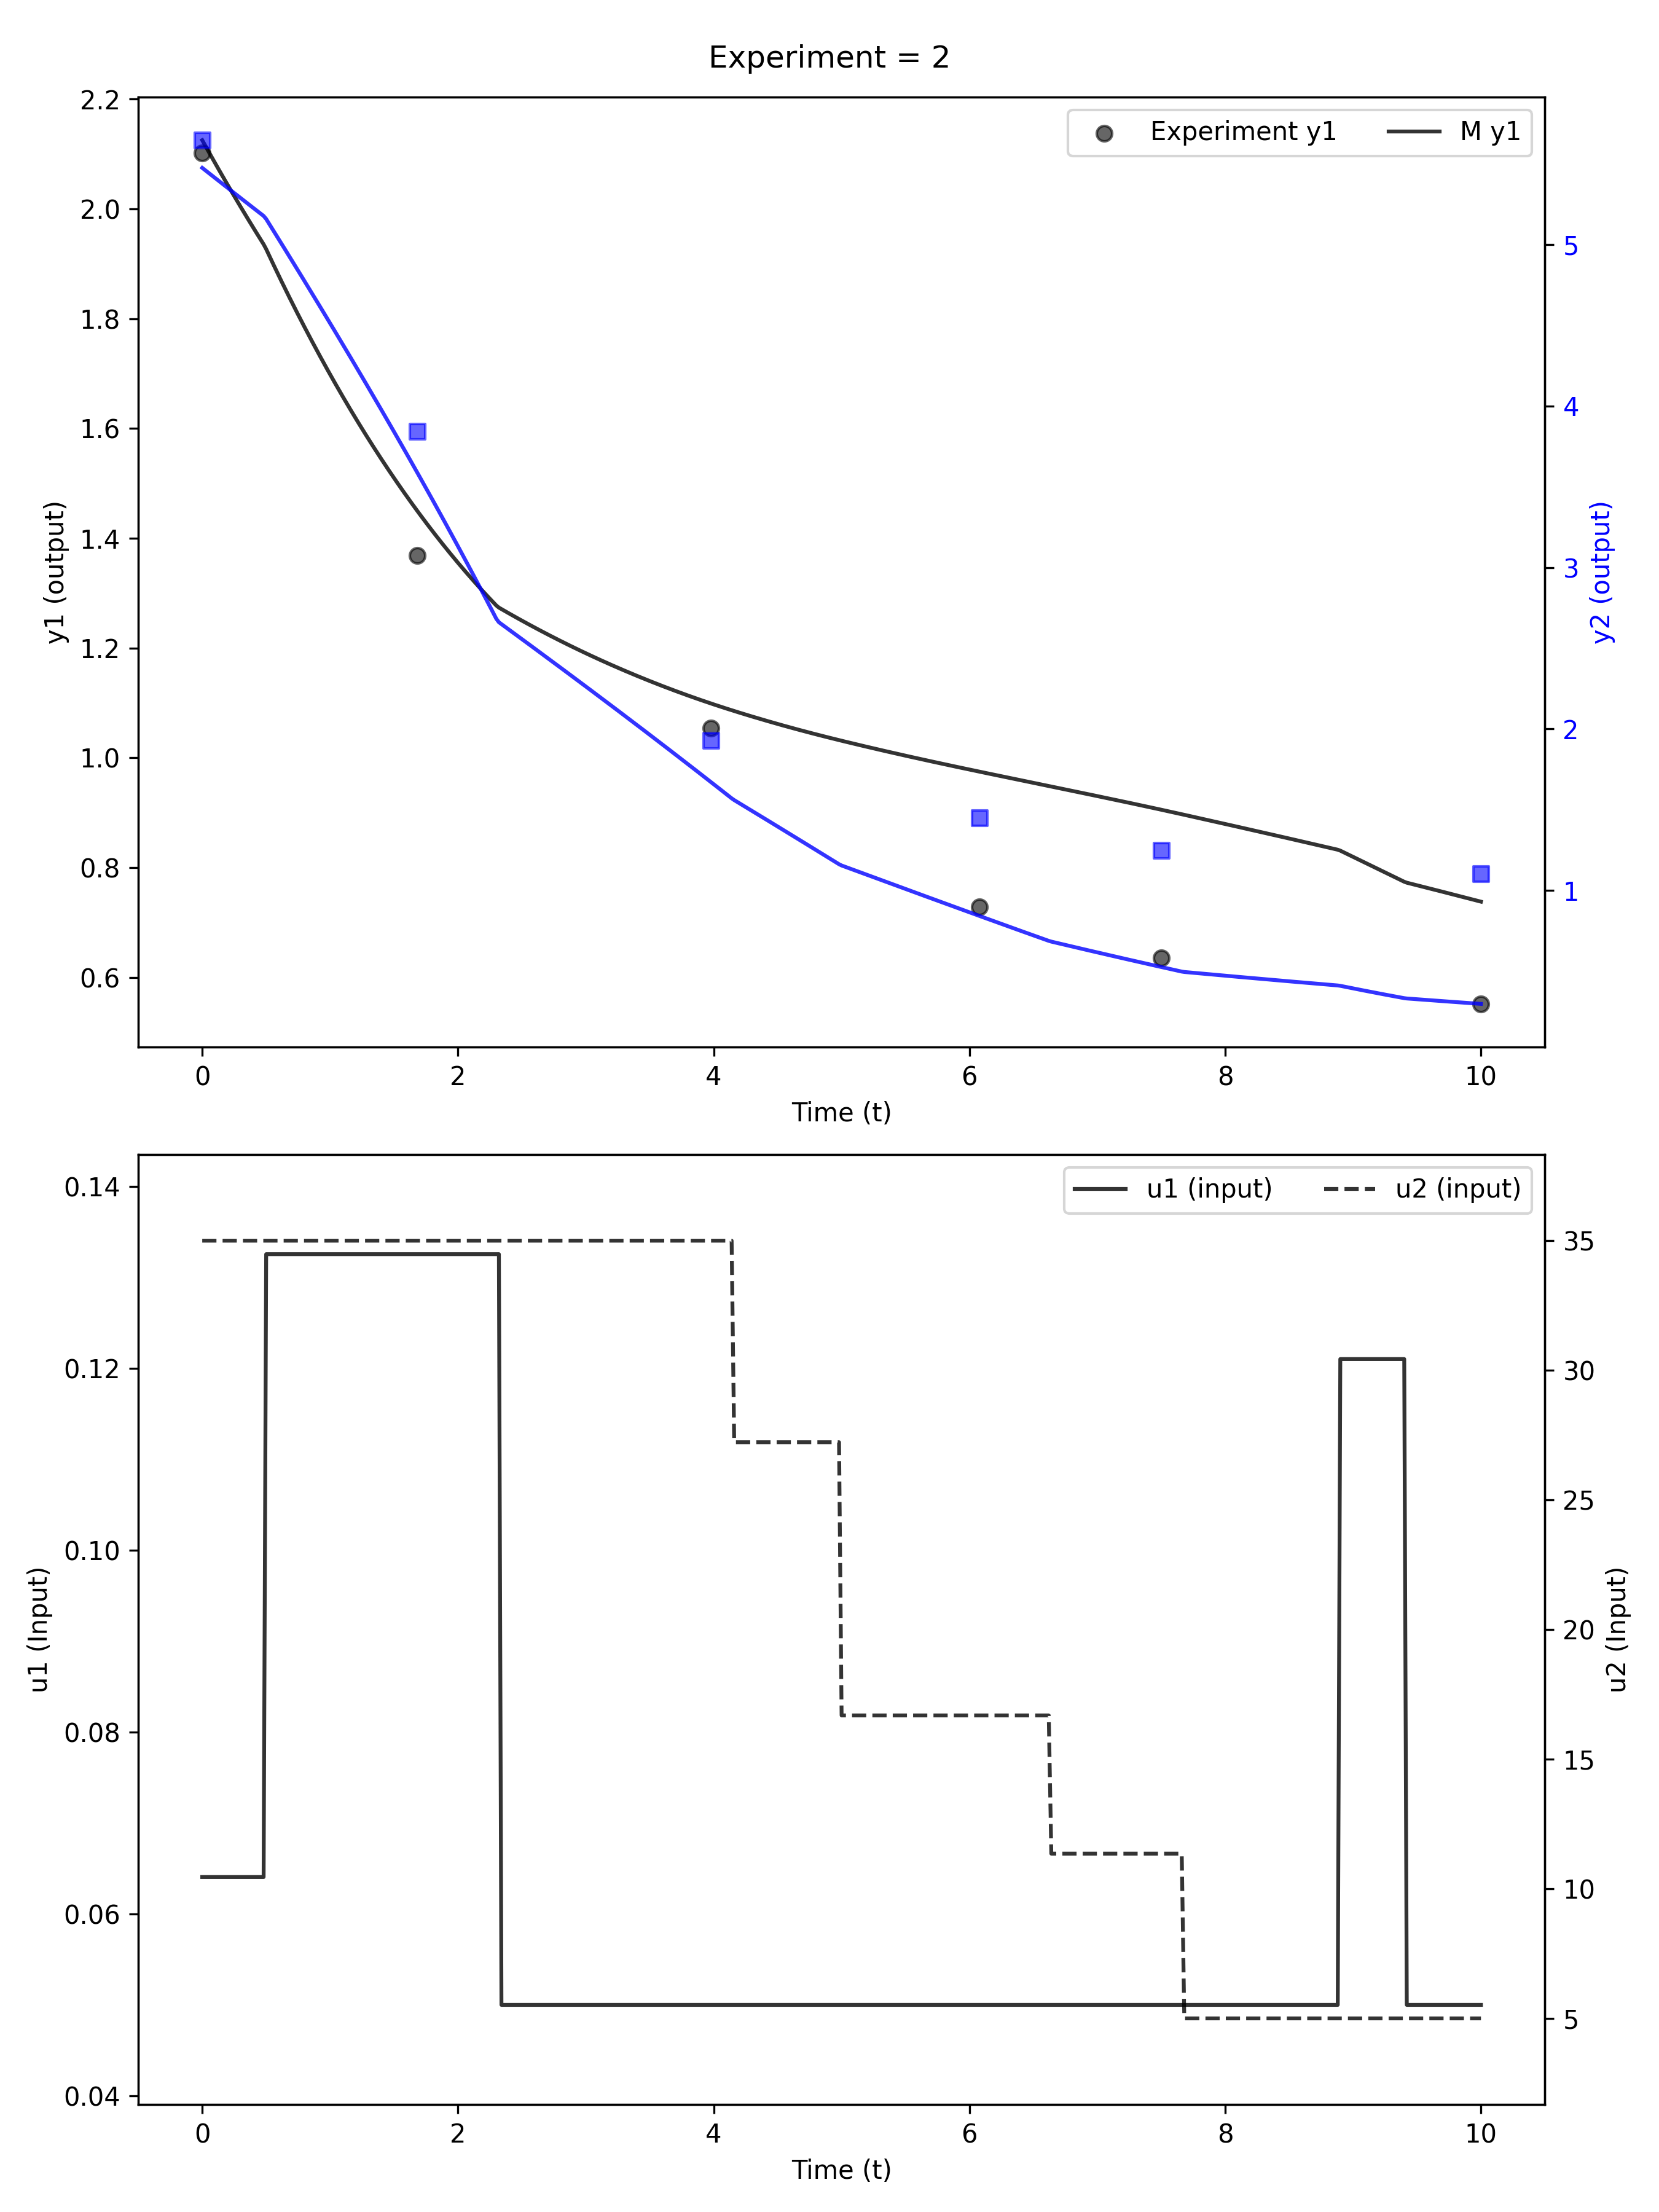 Experiment = 2
Experiment y1 M y1
2.2
2.0
1.8
1.6
1.4
1.2
1.0
0.8
0.6
y1 (output)
5
4
3
2
1
y2 (output)
0 2 4 6 8 10
Time (t)
u1 (input) u2 (input)
0.14
0.12
0.10
0.08
0.06
0.04
u1 (Input)
35
30
25
20
15
10
5
u2 (Input)
0 2 4 6 8 10
Time (t)